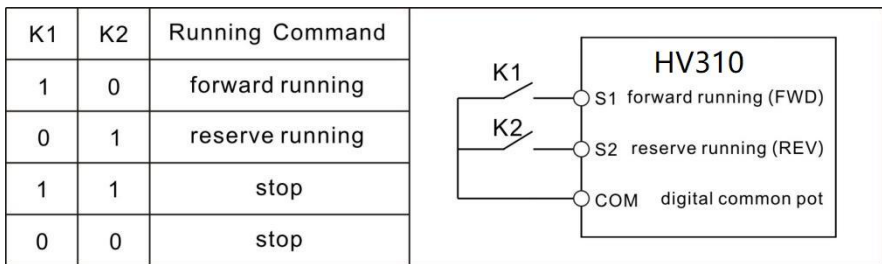 K1 K2 Running Command
1 0 forward running
0 1 reserve running
1 1 stop
0 0 stop
HV310
K1
S1 forward running (FWD)
K2
S2 reserve running (REV)
COM digital common pot